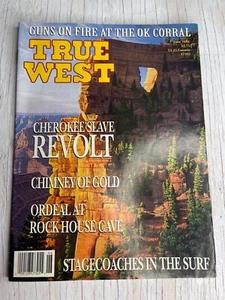 GUNS ON FIRE AT THE OK CORRAL
TRUE
WEST
CHEROKEE SLAVE
REVOLT
CHIMNEY OF GOLD
ORDEAL AT
ROCK HOUSE CAVE
STAGECOACHES IN THE SURF